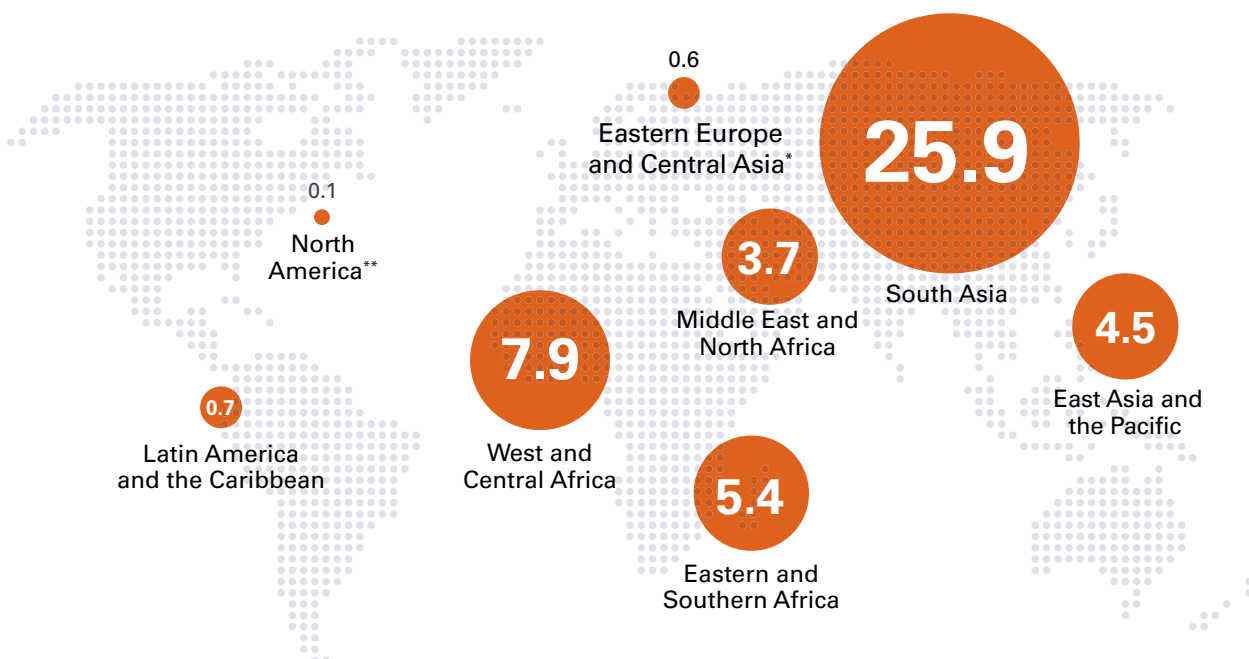 0.6
Eastern Europe
and Central Asia*
25.9
South Asia
0.1
North
America**
3.7
Middle East and
North Africa
4.5
East Asia and
the Pacific
7.9
West and
Central Africa
0.7
Latin America
and the Caribbean
5.4
Eastern and
Southern Africa